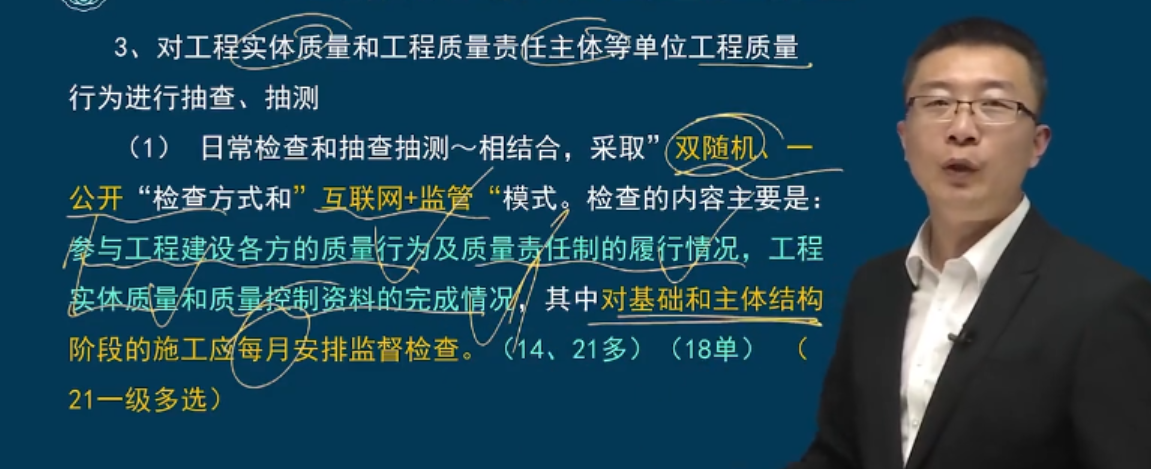 3、对工程实体质量和工程质量责任主体等单位工程质量
行为进行抽查、抽测
（1） 日常检查和抽查抽测～相结合，采取”双随机、一
公开“检查方式和”互联网+监管“模式。检查的内容主要是：
参与工程建设各方的质量行为及质量责任制的履行情况，工程
实体质量和质量控制资料的完成情况，其中对基础和主体结构
阶段的施工应每月安排监督检查。（14、21多）（18单） （
21一级多选）